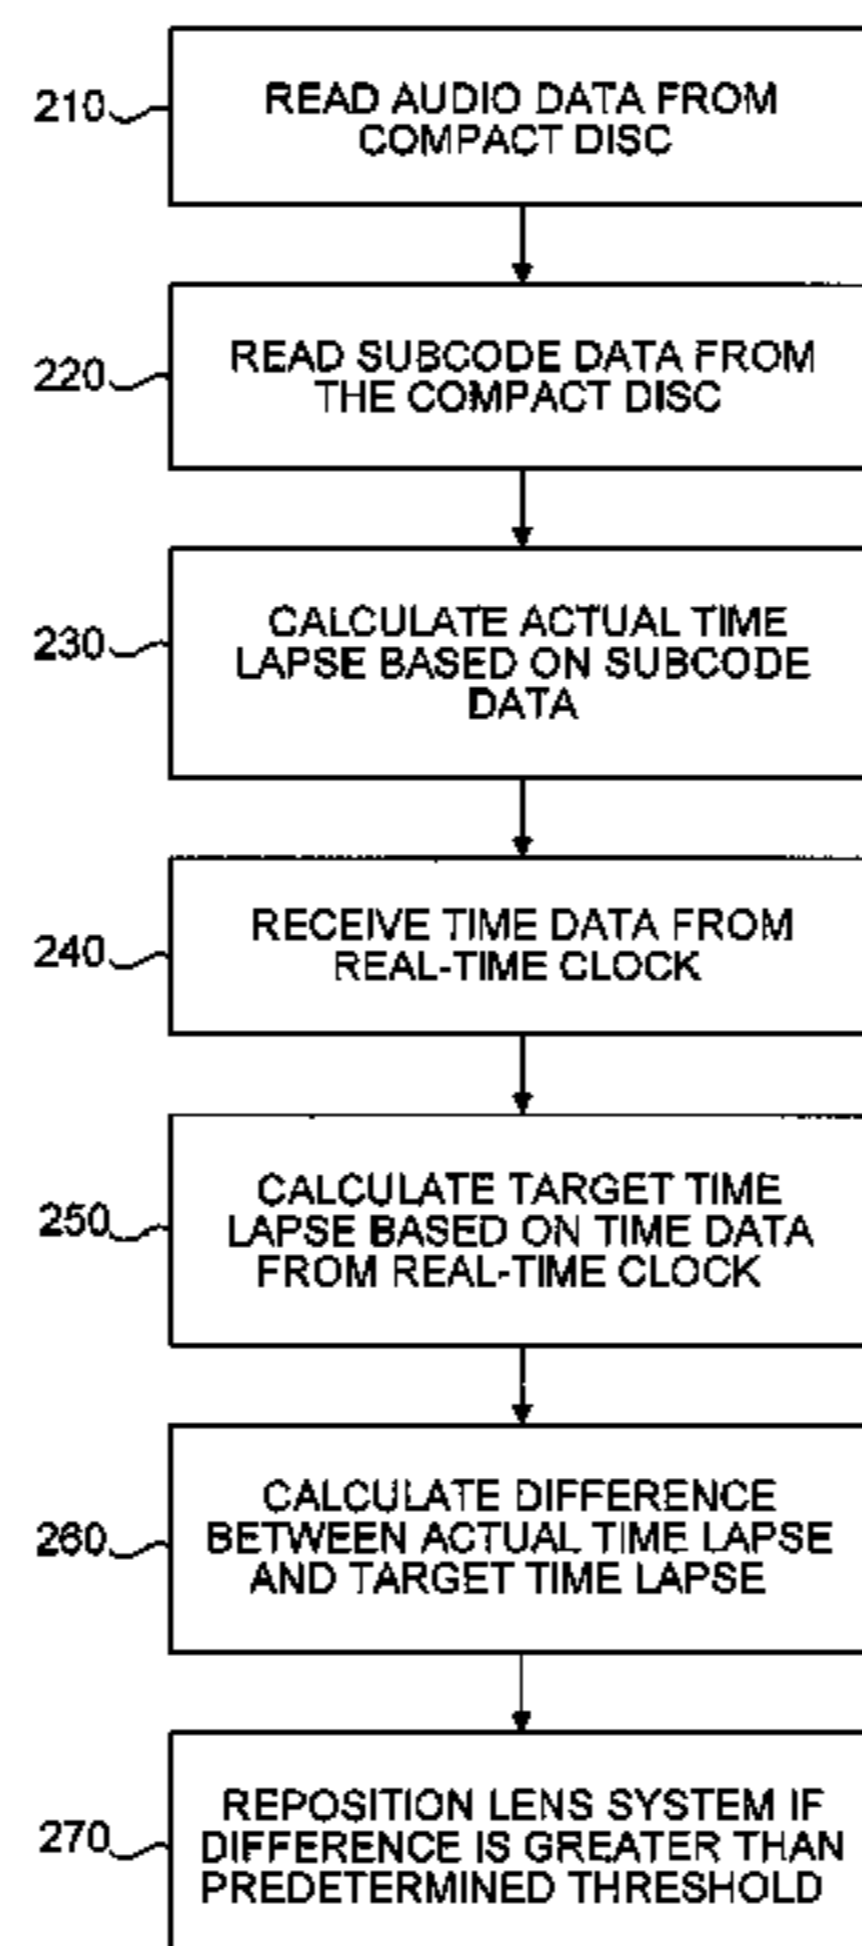 210
READ AUDIO DATA FROM
COMPACT DISC
220
READ SUBCODE DATA FROM
THE COMPACT DISC
230
CALCULATE ACTUAL TIME
LAPSE BASED ON SUBCODE
DATA
240
RECEIVE TIME DATA FROM
REAL-TIME CLOCK
250
CALCULATE TARGET TIME
LAPSE BASED ON TIME DATA
FROM REAL-TIME CLOCK
260
CALCULATE DIFFERENCE
BETWEEN ACTUAL TIME LAPSE
AND TARGET TIME LAPSE
270
REPOSITION LENS SYSTEM IF
DIFFERENCE IS GREATER THAN
PREDETERMINED THRESHOLD